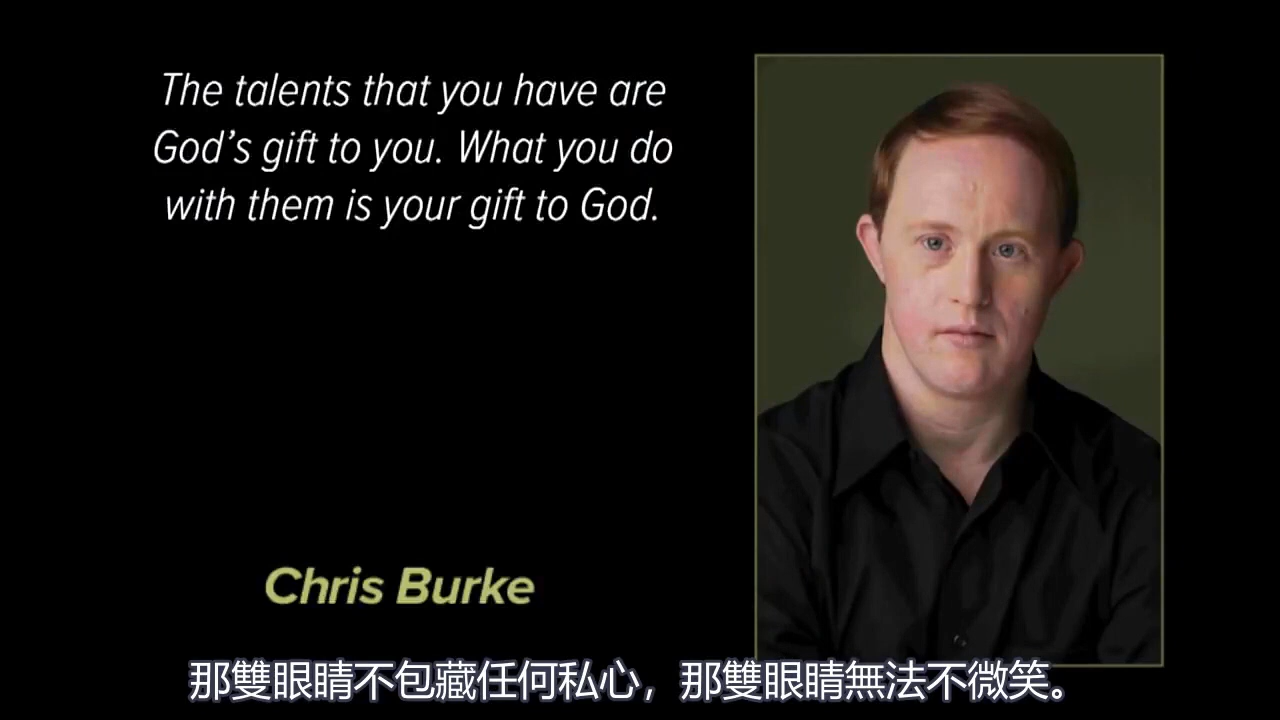 The talents that you have are
God’s gift to you. What you do
with them is your gift to God.
Chris Burke
那雙眼睛不包藏任何私心，那雙眼睛無法不微笑。